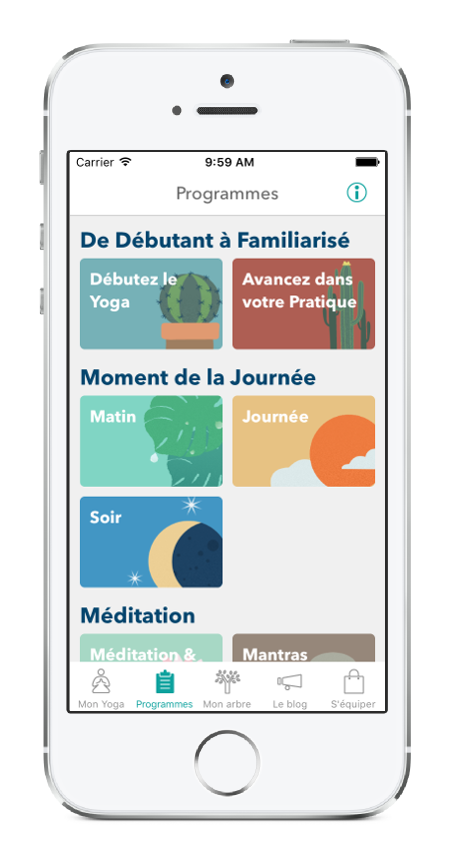 Carrier
9:59 AM
Programmes
De Débutant à Familiarisé
Débutez le
Yoga
Avancez dans
votre Pratique
Moment de la Journée
Matin
Journée
Soir
Méditation
Méditation &
Mantras
Mon Yoga
Programmes
Mon arbre
Le blog
S'équiper